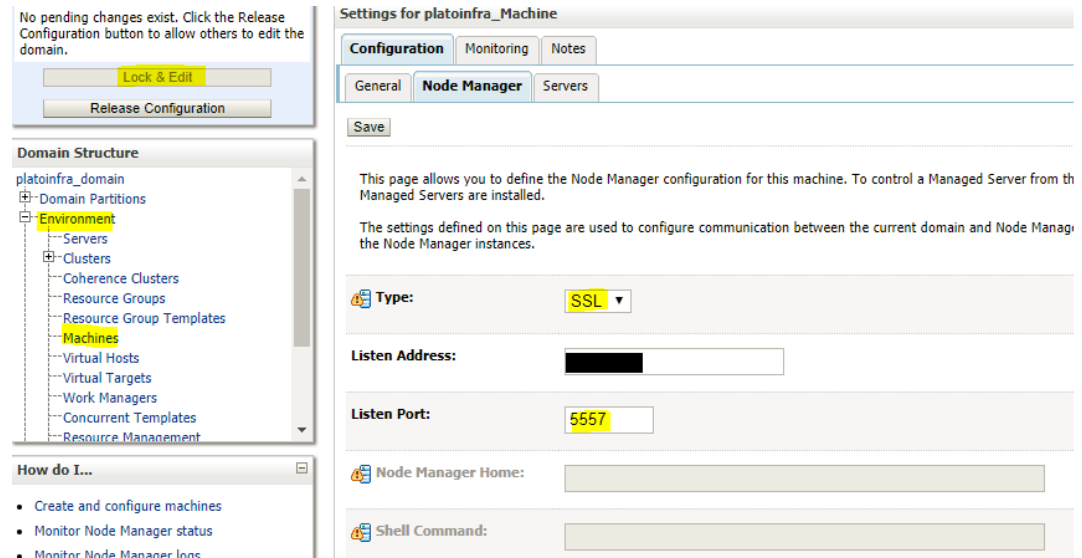 No pending changes exist. Click the Release
Configuration button to allow others to edit the
domain.
Lock & Edit
Release Configuration
Domain Structure
platoinfra_domain
Domain Partitions
Environment
Servers
Clusters
Coherence Clusters
Resource Groups
Resource Group Templates
Machines
Virtual Hosts
Virtual Targets
Work Managers
Concurrent Templates
Resource Management
How do I...
Create and configure machines
Monitor Node Manager status
Monitor Node Manager logs
Settings for platoinfra_Machine
Configuration Monitoring Notes
General Node Manager Servers
Save
This page allows you to define the Node Manager configuration for this machine. To control a Managed Server from th
Managed Servers are installed.
The settings defined on this page are used to configure communication between the current domain and Node Manag
the Node Manager instances.
Type: SSL
Listen Address:
Listen Port: 5557
Node Manager Home:
Shell Command: